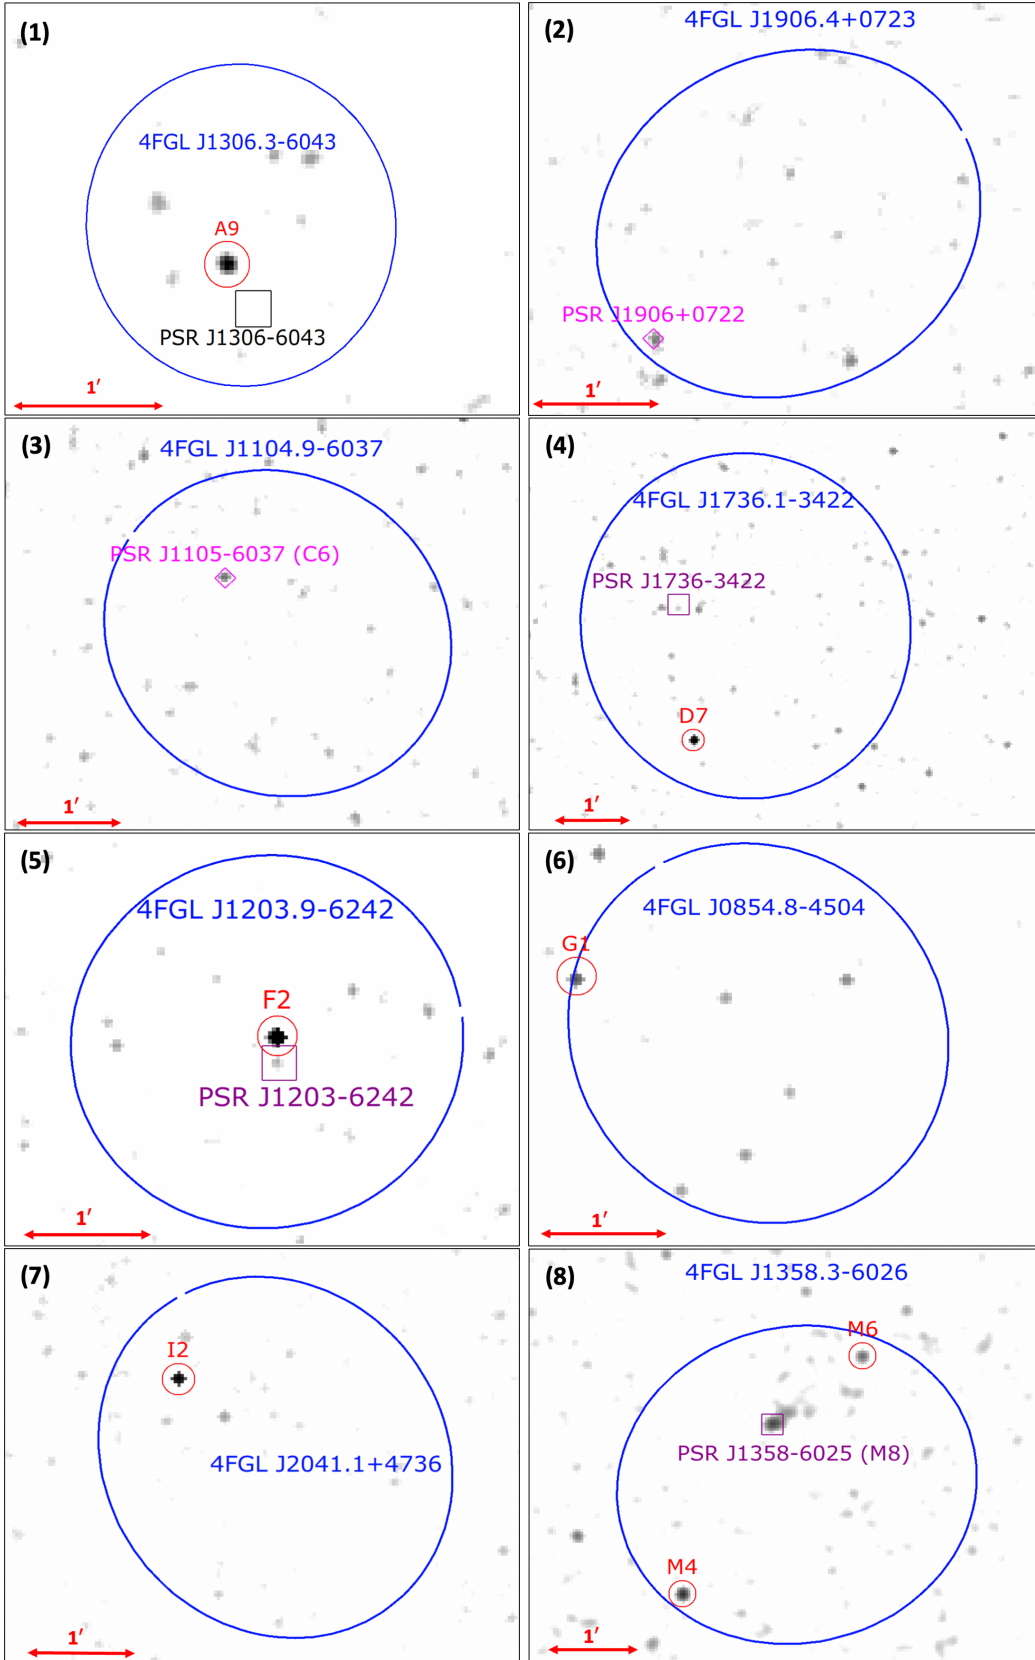 (1)
4FGL J1306.3-6043
A9
PSR J1306-6043
1′
(2)
4FGL J1906.4+0723
PSR J1906+0722
1′
(3)
4FGL J1104.9-6037
PSR J1105-6037 (C6)
1′
(4)
4FGL J1736.1-3422
PSR J1736-3422
D7
1′
(5)
4FGL J1203.9-6242
F2
PSR J1203-6242
1′
(6)
4FGL J0854.8-4504
G1
1′
(7)
I2
4FGL J2041.1+4736
1′
(8)
4FGL J1358.3-6026
M6
PSR J1358-6025 (M8)
M4
1′